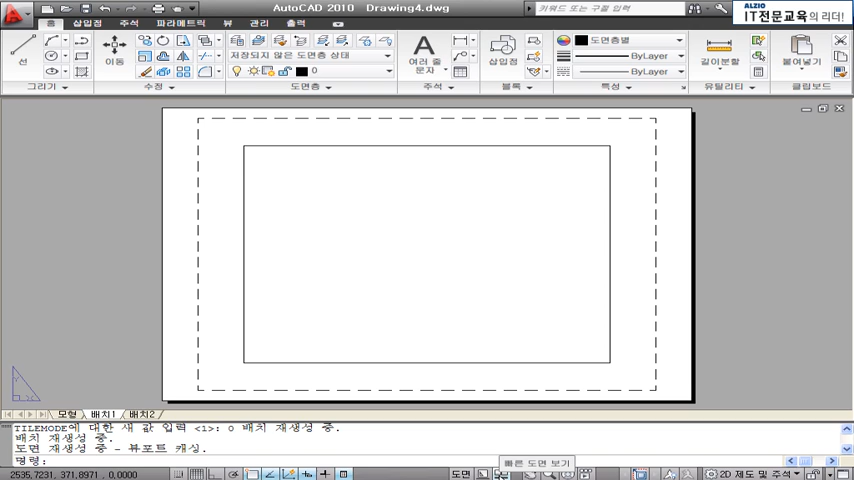 AutoCAD 2010 Drawing4.dwg
키워드 또는 구절 입력
ALZIO
IT전문교육의 리더!
홈 삽입점 주석 파라메트릭 뷰 관리 출력
선
이동
저장되지 않은 도면층 상태
0
A
여러 줄
문자
삽입점
도면층별
ByLayer
ByLayer
길이분할
붙여넣기
그리기
수정
도면층
주석
블록
특성
유틸리티
클립보드
모형 배치1 배치2
TILEMODE에 대한 새 값 입력 <1>: 0 배치 재생성 중.
배치 재생성 중.
도면 재생성 중 - 뷰포트 캐싱.
명령:
빠른 도면 보기
2535,7231, 371,8971 , 0,0000
도면
2D 제도 및 주석